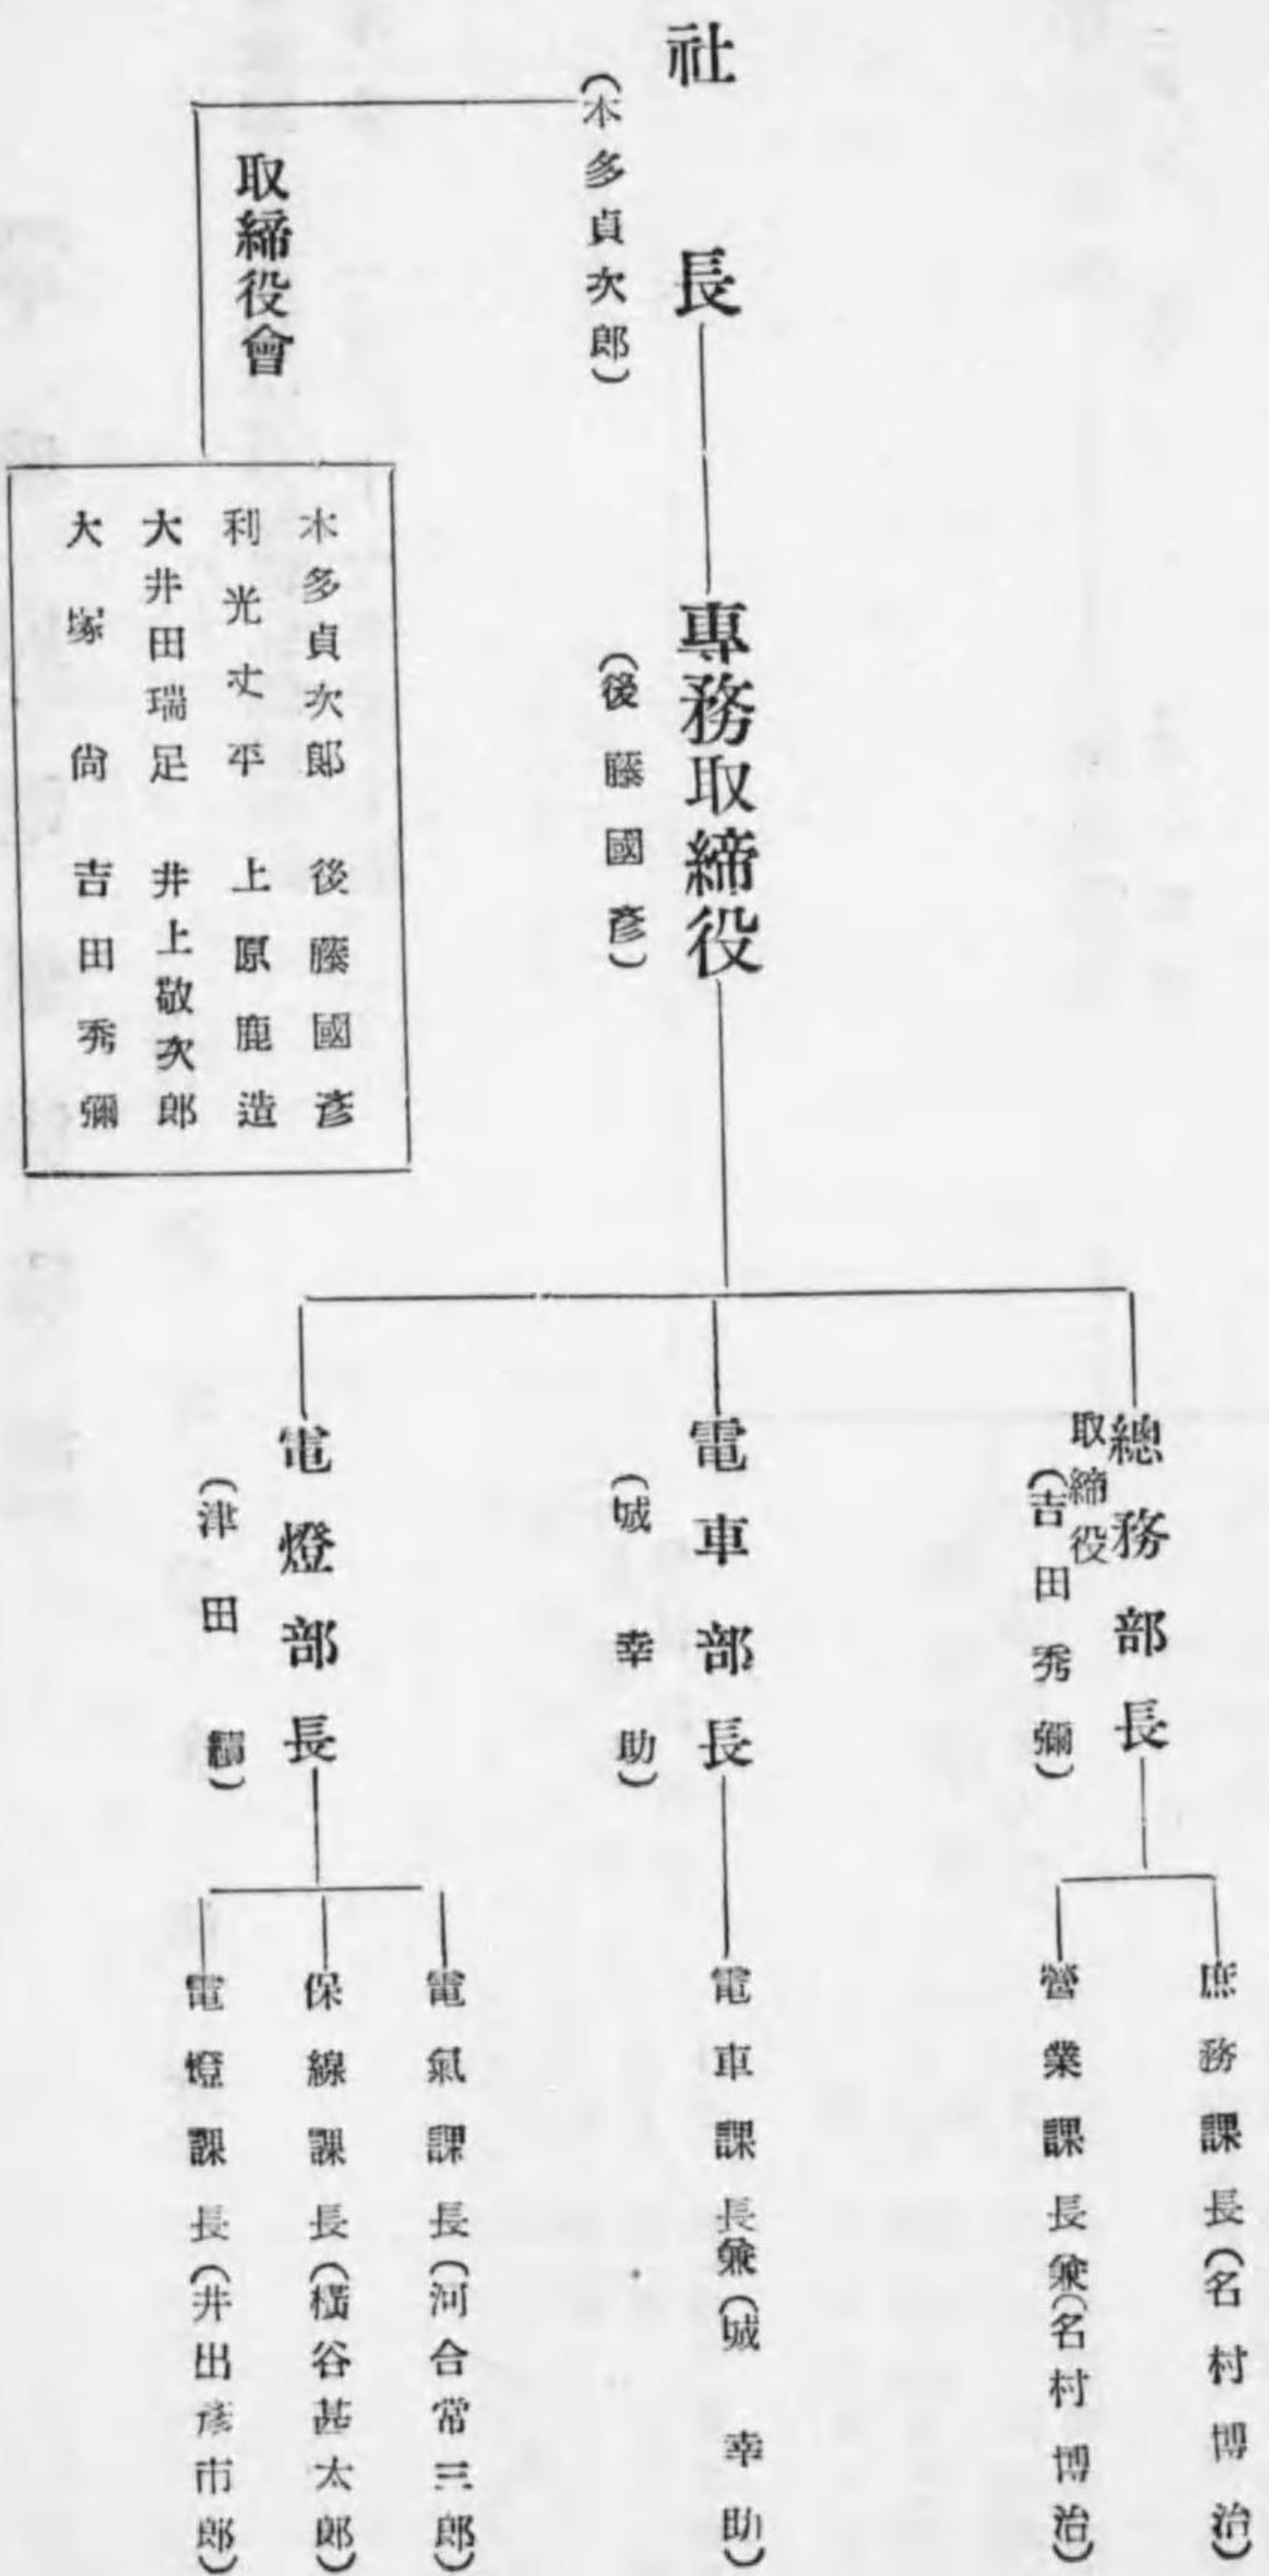 社長
(本多貞次郎)
取締役會
本多貞次郎　後藤國彥
利光丈平　上原鹿造
大井田瑞足　井上敬次郎
大塚尙　吉田秀彌
專務取締役
(後藤國彥)
總務部長
取締役
(吉田秀彌)
庶務課長(名村博治)
營業課長兼(名村博治)
電車部長
(城幸助)
電車課長兼(城幸助)
電燈部長
(津田)
電氣課長(河合常三郎)
保線課長(橫谷甚太郎)
電燈課長(井出彥市郎)